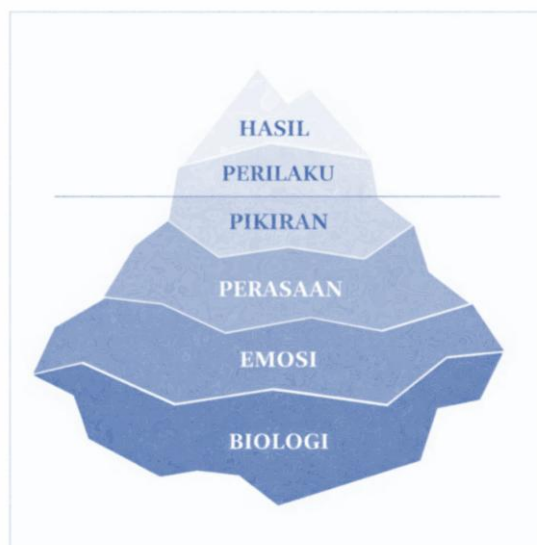 HASIL
PERILAKU
PIKIRAN
PERASAAN
EMOSI
BIOLOGI